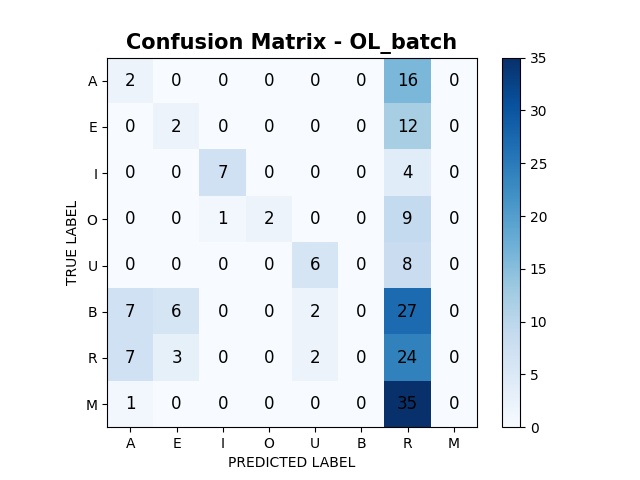 Confusion Matrix - OL_batch
35
A 2 0 0 0 0 0 16 0
30
E 0 2 0 0 0 0 12 0
25
I 0 0 7 0 0 0 4 0
20
O 0 0 1 2 0 0 9 0
15
U 0 0 0 0 6 0 8 0
10
B 7 6 0 0 2 0 27 0
5
R 7 3 0 0 2 0 24 0
M 1 0 0 0 0 0 35 0
0
A E I O U B R M
TRUE LABEL
PREDICTED LABEL